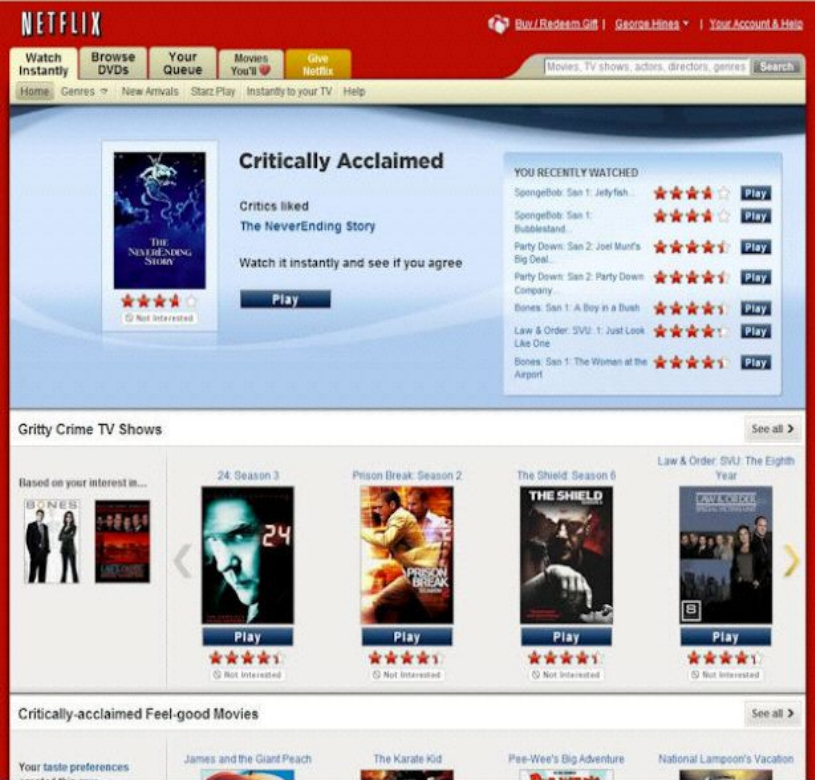 NETFLIX
Buy / Redeem Gift | George Hines | Your Account & Help
Watch Instantly
Browse DVDs
Your Queue
Movies You'll
Give Netflix
Movies, TV shows, actors, directors, genres Search
Home Genres New Arrivals Starz Play Instantly to your TV Help
THE NEVERENDING STORY
Not Interested
Critically Acclaimed
Critics liked
The NeverEnding Story
Watch it instantly and see if you agree
Play
YOU RECENTLY WATCHED
SpongeBob: Ssn 1: Jellyfish... Play
SpongeBob: Ssn 1: Play
Bubblestand...
Party Down: Ssn 2: Joel Munt's Play
Big Deal...
Party Down: Ssn 2: Party Down Play
Company...
Bones: Ssn 1: A Boy in a Bush Play
Law & Order: SVU: 1: Just Look Play
Like One
Bones: Ssn 1: The Woman at the Play
Airport
Gritty Crime TV Shows See all
Based on your interest in...
BONES
24: Season 3
24
Play
Not Interested
Prison Break: Season 2
PRISON BREAK
Play
Not Interested
The Shield: Season 6
THE SHIELD
Play
Not Interested
Law & Order: SVU: The Eighth
Year
LAW & ORDER
8
Play
Not Interested
Critically-acclaimed Feel-good Movies See all
Your taste preferences
James and the Giant Peach
The Karate Kid
Pee-Wee's Big Adventure
National Lampoon's Vacation